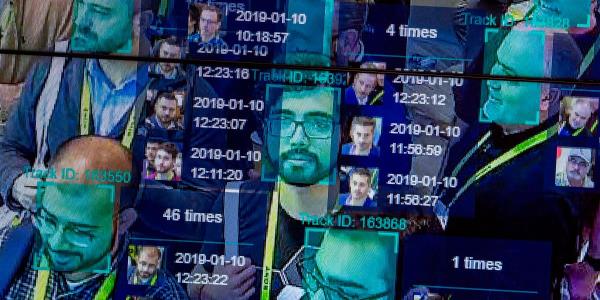 2019-01-10
10:18:57
2019-01-10
12:23:16
2019-01-10
12:23:07
2019-01-10
12:11:20
46 times
2019-01-10
12:23:22
4 times
2019-01-10
12:23:12
2019-01-10
11:56:59
2019-01-10
11:56:27
1 times
Track ID: 163550
Track ID: 163868
Track ID:
Track ID:
times